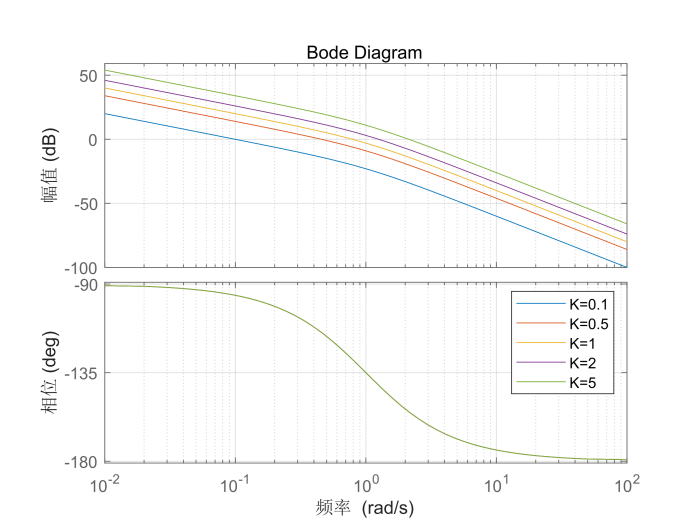 Bode Diagram
50
0
-50
-100
幅值 (dB)
-90
-135
-180
相位 (deg)
K=0.1
K=0.5
K=1
K=2
K=5
10^-2
10^-1
10^0
10^1
10^2
频率 (rad/s)